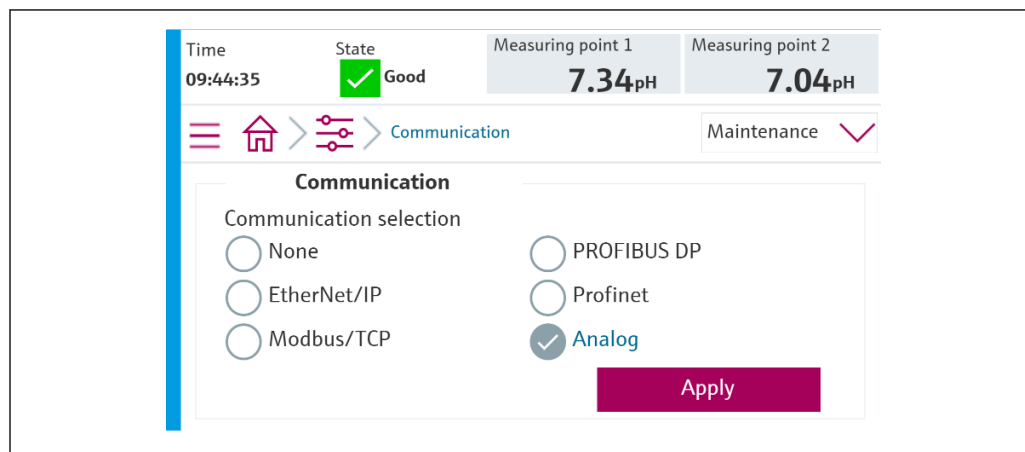 Time
State
Measuring point 1
Measuring point 2
09:44:35
Good
7.34pH
7.04pH
Communication
Maintenance
Communication
Communication selection
None
PROFIBUS DP
EtherNet/IP
Profinet
Modbus/TCP
Analog
Apply